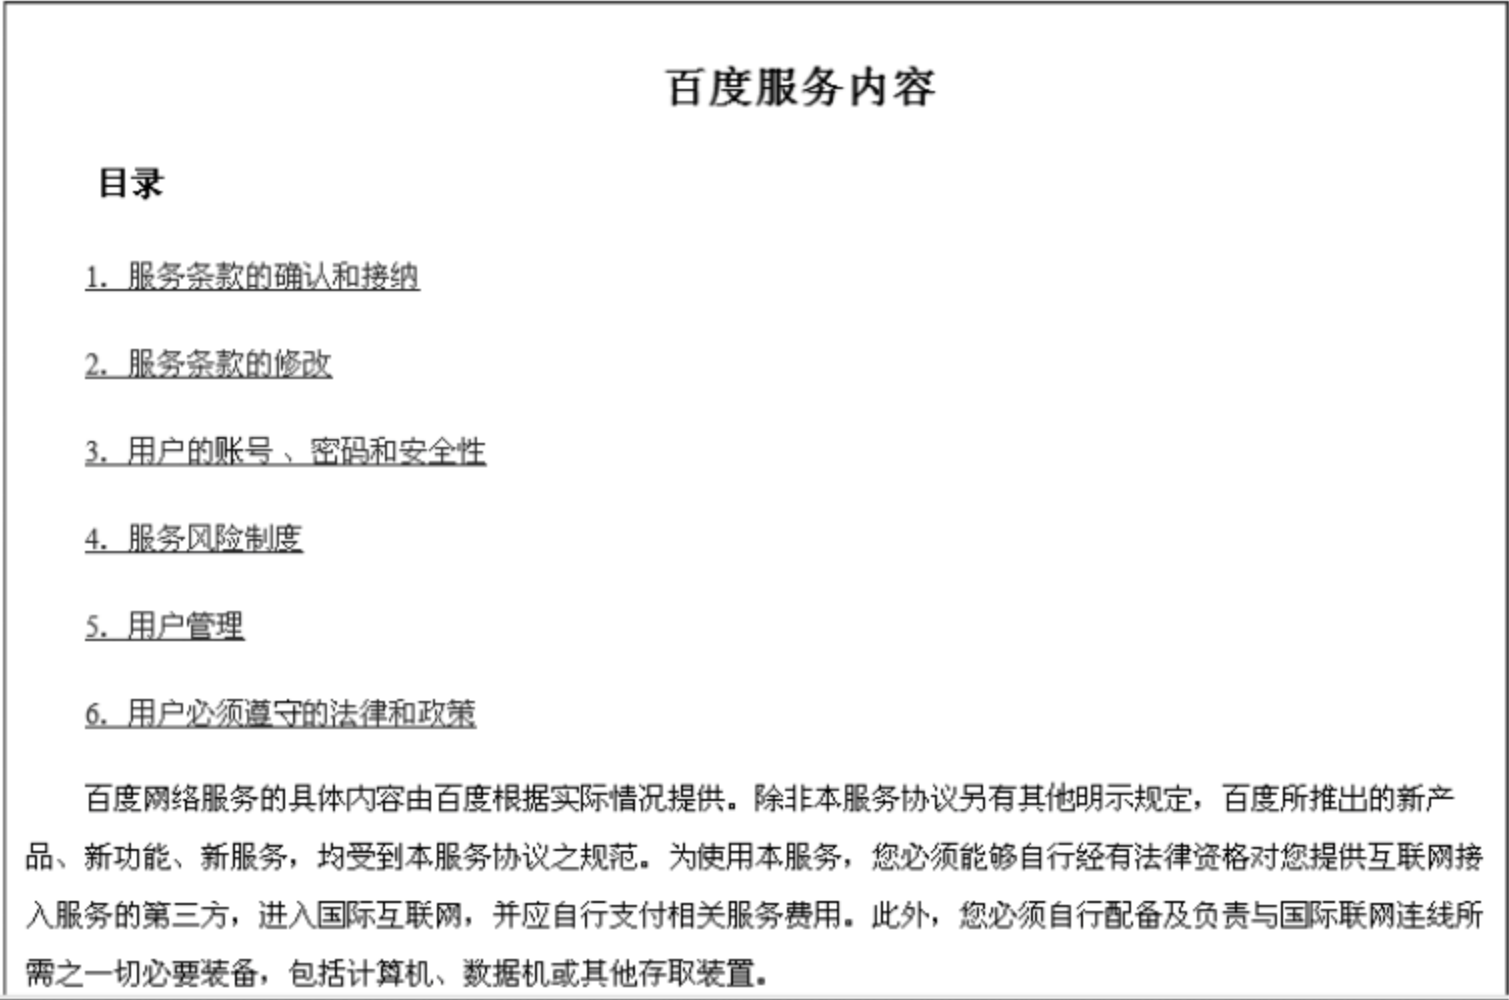 百度服务内容
目录
1. 服务条款的确认和接纳
2. 服务条款的修改
3. 用户的账号 、密码和安全性
4. 服务风险制度
5. 用户管理
6. 用户必须遵守的法律和政策
百度网络服务的具体内容由百度根据实际情况提供。除非本服务协议另有其他明示规定，百度所推出的新产
品、新功能、新服务，均受到本服务协议之规范。为使用本服务，您必须能够自行经有法律资格对您提供互联网接
入服务的第三方，进入国际互联网，并应自行支付相关服务费用。此外，您必须自行配备及负责与国际联网连线所
需之一切必要装备，包括计算机、数据机或其他存取装置。